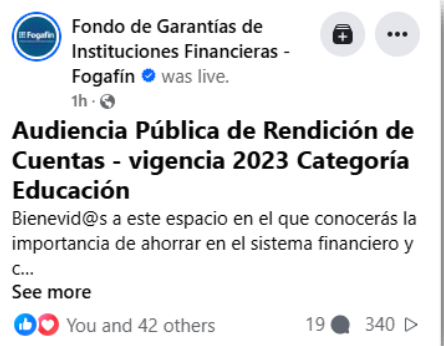 Fogafín
Fondo de Garantías de
Instituciones Financieras -
Fogafín was live.
1h ·
Audiencia Pública de Rendición de
Cuentas - vigencia 2023 Categoría
Educación
Bienevid@s a este espacio en el que conocerás la
importancia de ahorrar en el sistema financiero y
c...
See more
You and 42 others 19 340